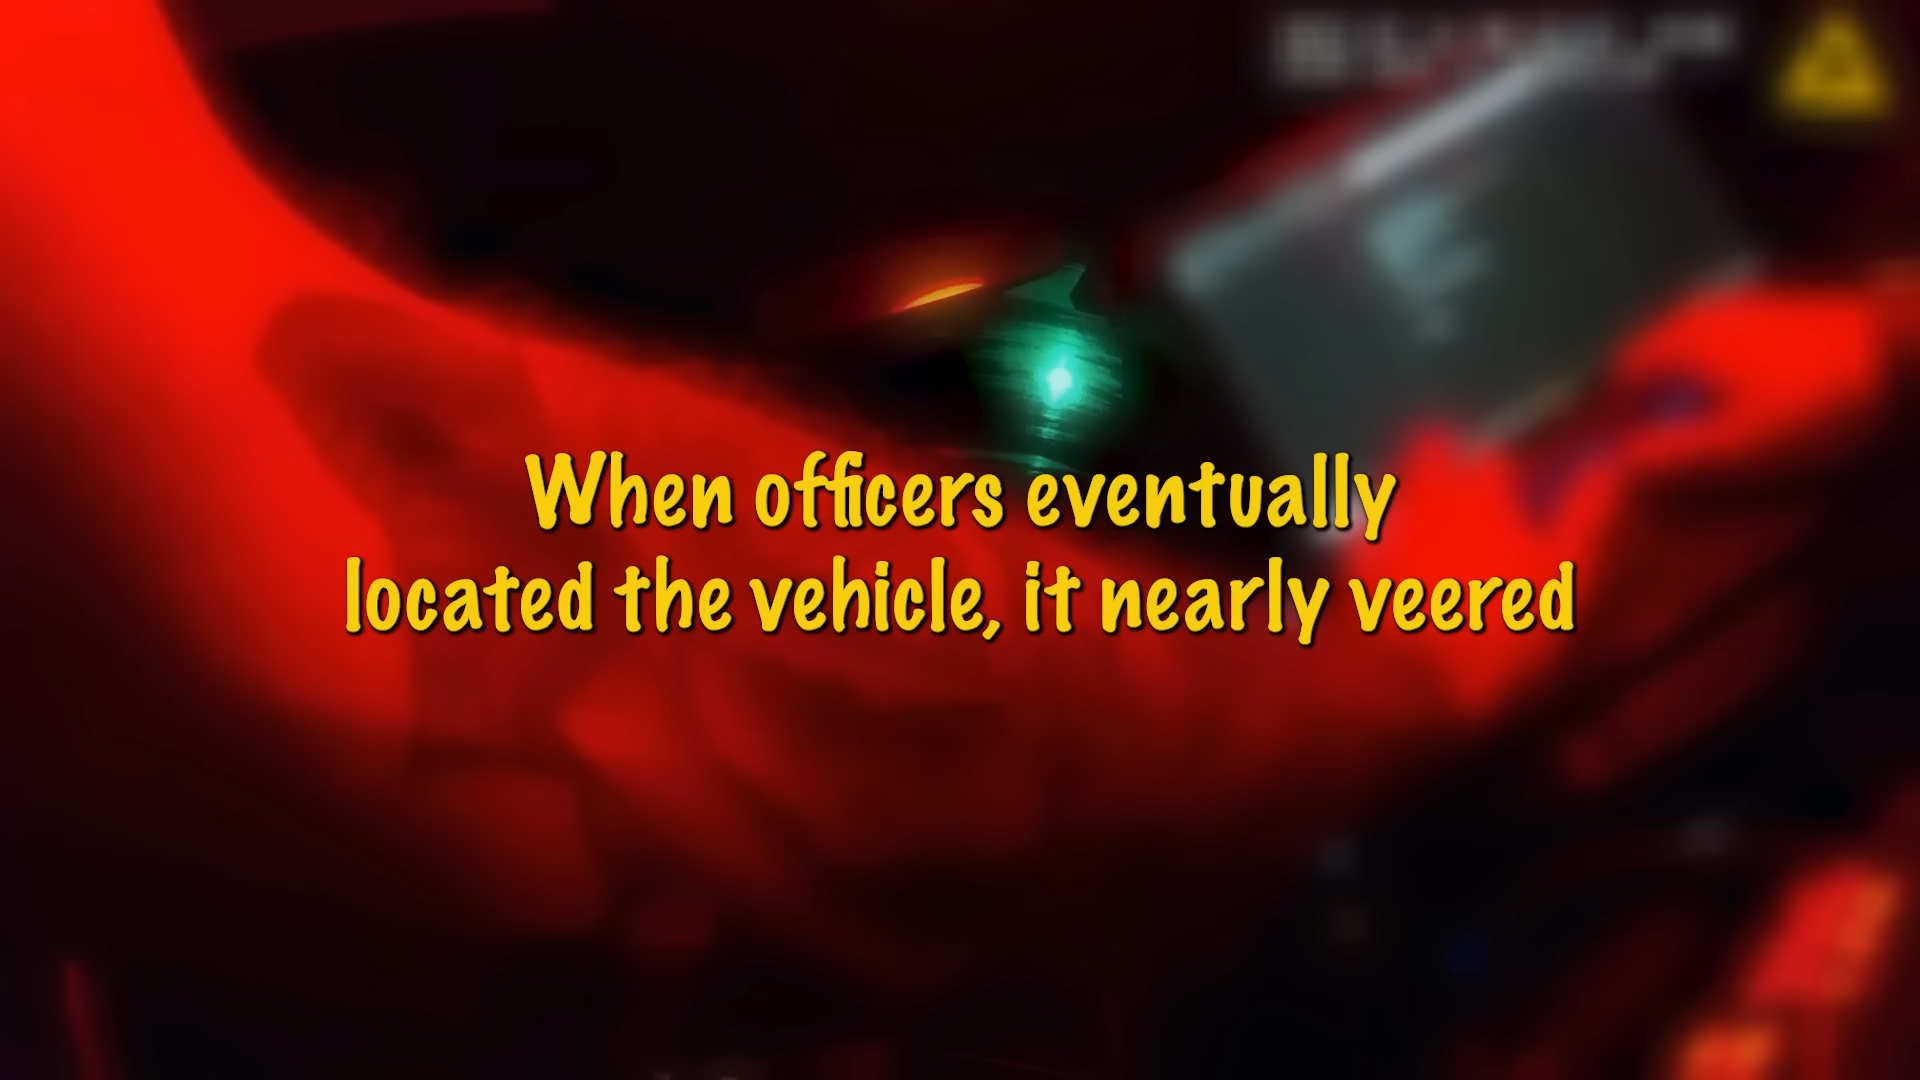 When officers eventually
located the vehicle, it nearly veered